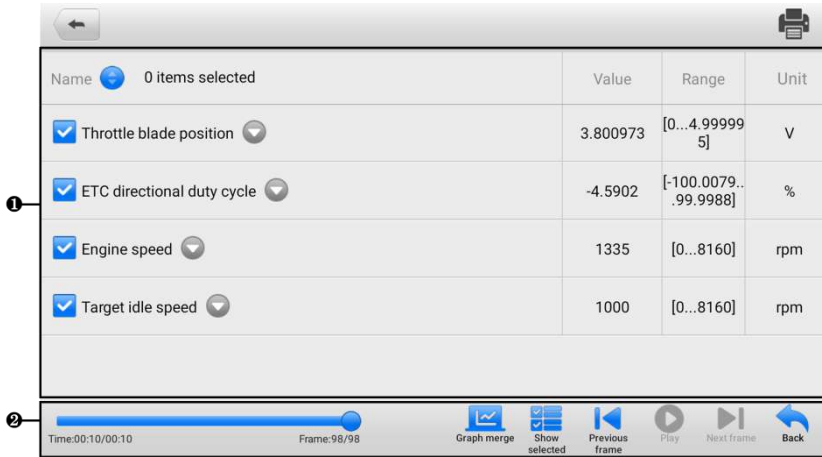 Name 0 items selected Value Range Unit
Throttle blade position 3.800973 [0...4.99999
5] V
ETC directional duty cycle -4.5902 [-100.0079..
.99.9988] %
❶
Engine speed 1335 [0...8160] rpm
Target idle speed 1000 [0...8160] rpm
❷
Time:00:10/00:10 Frame:98/98 Graph merge Show
selected Previous
frame Play Next frame Back